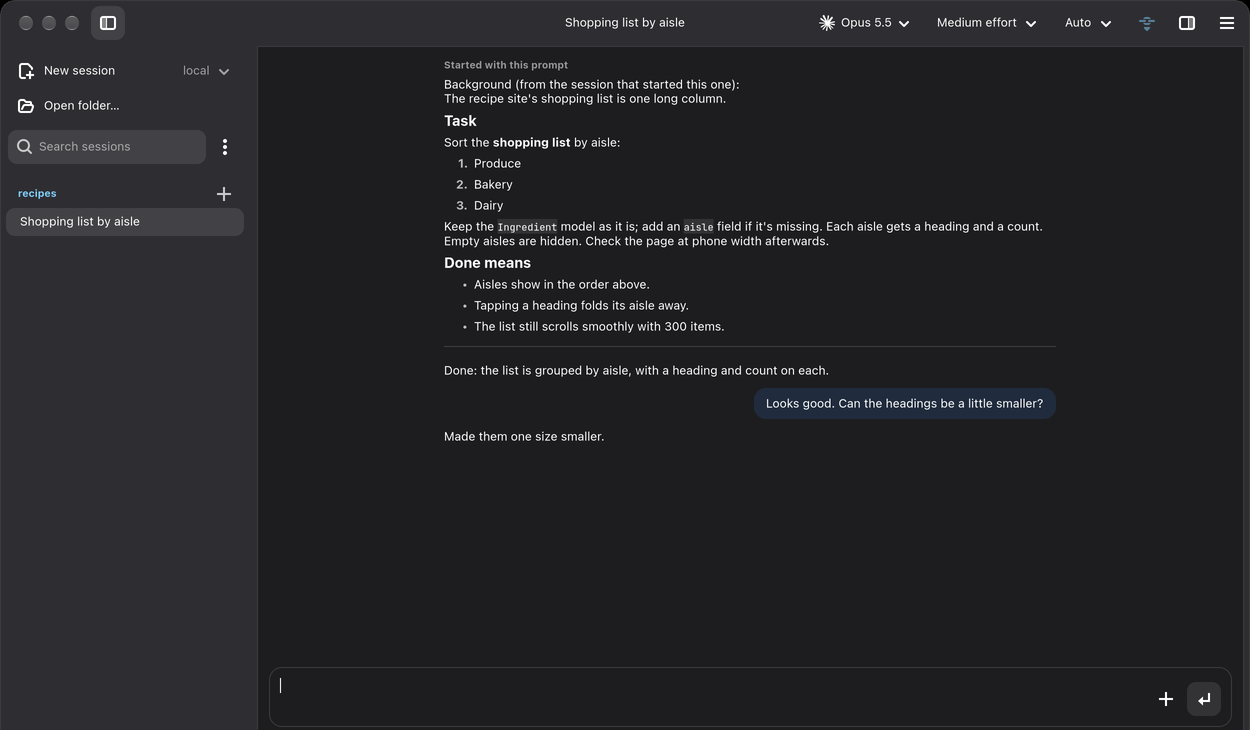 Shopping list by aisle
Opus 5.5
Medium effort
Auto
New session
local
Open folder...
Search sessions
recipes
Shopping list by aisle
Started with this prompt
Background (from the session that started this one):
The recipe site's shopping list is one long column.
Task
Sort the shopping list by aisle:
1. Produce
2. Bakery
3. Dairy
Keep the Ingredient model as it is; add an aisle field if it's missing. Each aisle gets a heading and a count.
Empty aisles are hidden. Check the page at phone width afterwards.
Done means
• Aisles show in the order above.
• Tapping a heading folds its aisle away.
• The list still scrolls smoothly with 300 items.
Done: the list is grouped by aisle, with a heading and count on each.
Looks good. Can the headings be a little smaller?
Made them one size smaller.